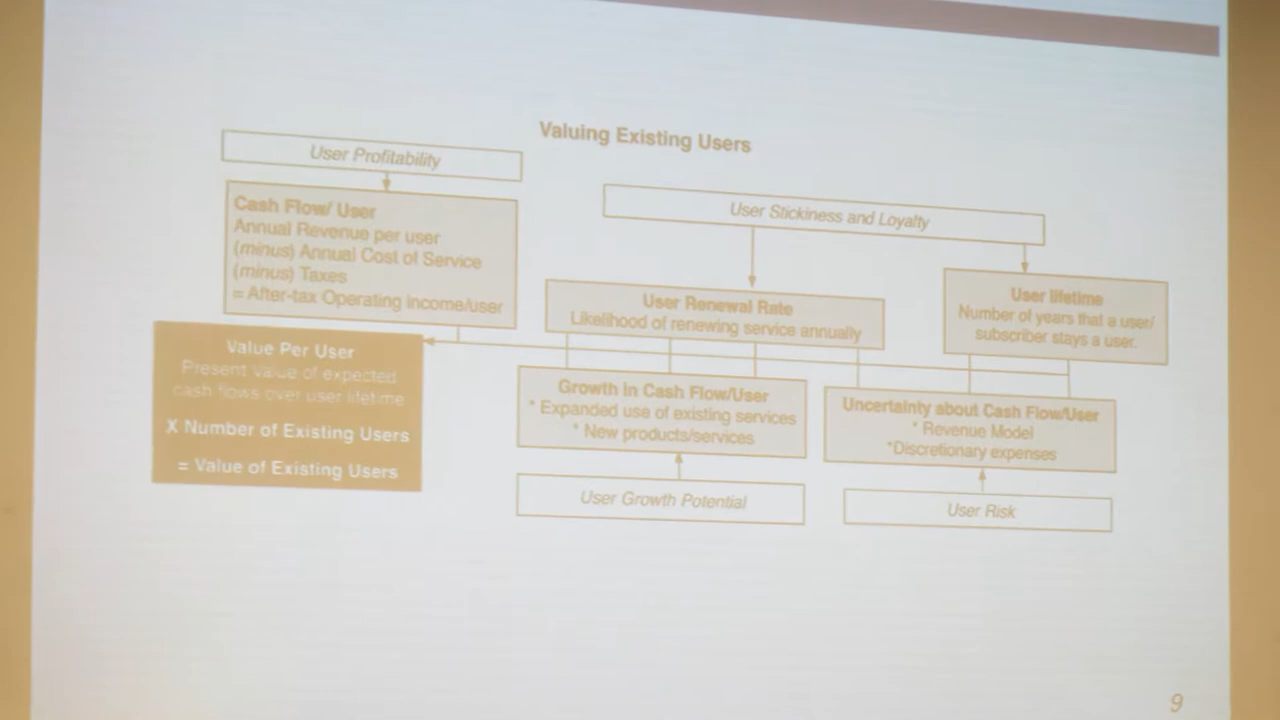 Valuing Existing Users
User Profitability
Cash Flow/ User
Annual Revenue per user
(minus) Annual Cost of Service
(minus) Taxes
= After-tax Operating Income/user
User Stickiness and Loyalty
User Renewal Rate
Likelihood of renewing service annually
User lifetime
Number of years that a user/
subscriber stays a user.
Value Per User
Present Value of expected
cash flows over user lifetime
X Number of Existing Users
= Value of Existing Users
Growth in Cash Flow/User
* Expanded use of existing services
* New products/services
Uncertainty about Cash Flow/User
* Revenue Model
*Discretionary expenses
User Growth Potential
User Risk
9